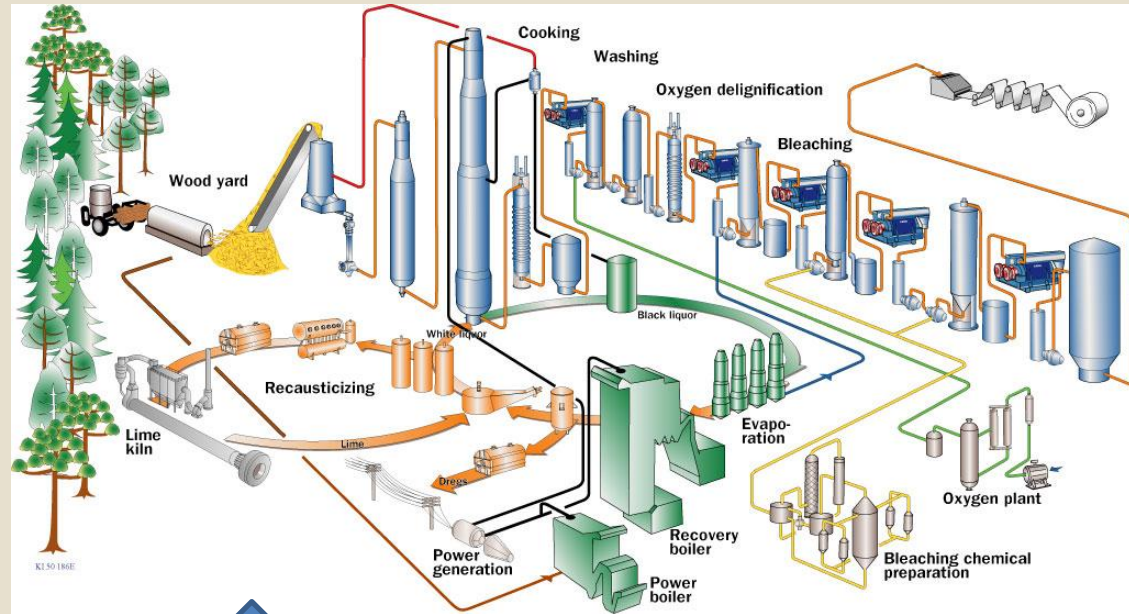 Cooking
Washing
Oxygen delignification
Bleaching
Wood yard
White liquor
Black liquor
Recausticizing
Lime
kiln
Lime
Dregs
Evapo-
ration
Recovery
boiler
Power
generation
Power
boiler
Oxygen plant
Bleaching chemical
preparation
KI 50 186E